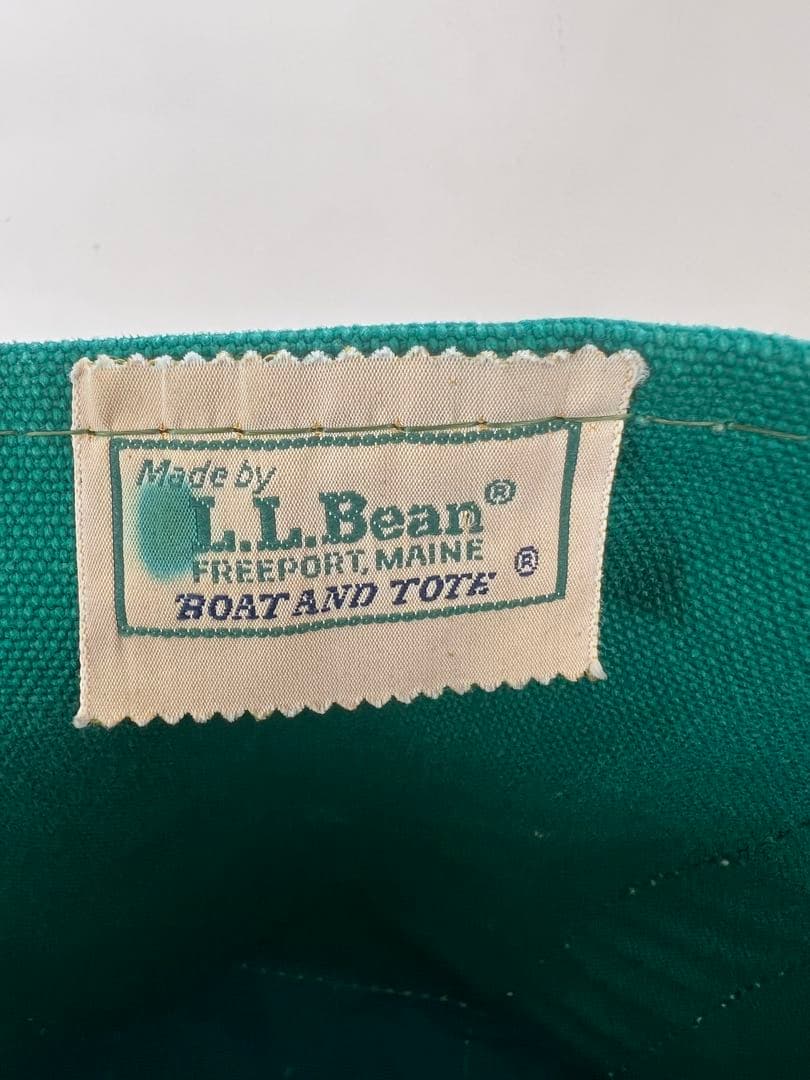 Made by
L.L.Bean®
FREEPORT, MAINE
BOAT AND TOTE ®